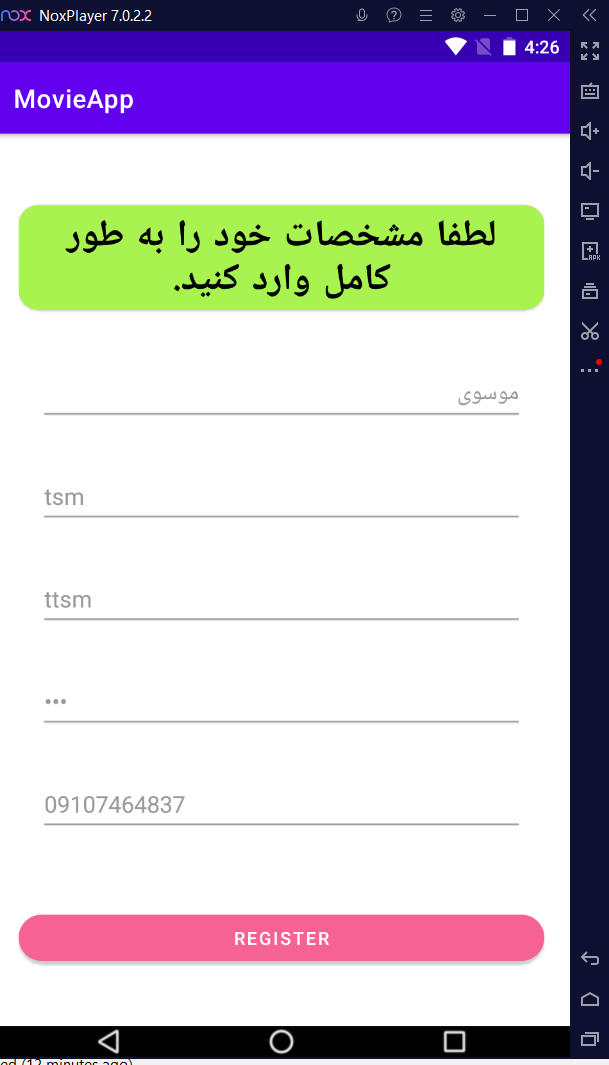 nox NoxPlayer 7.0.2.2
4:26
MovieApp
لطفا مشخصات خود را به طور
کامل وارد کنید.
موسوی
tsm
ttsm
•••
09107464837
REGISTER
ed (12 minutes ago)